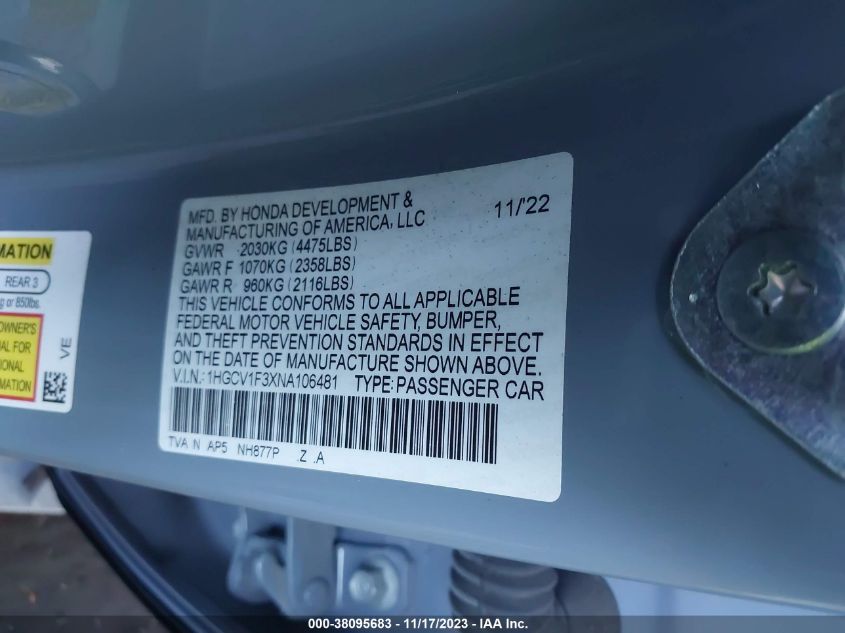 MATION
REAR 3
g or 850lbs.
OWNER'S
AL FOR
IONAL
MATION
VE
MFD. BY HONDA DEVELOPMENT &
MANUFACTURING OF AMERICA, LLC 11/'22
GVWR 2030KG (4475LBS)
GAWR F 1070KG (2358LBS)
GAWR R 960KG (2116LBS)
THIS VEHICLE CONFORMS TO ALL APPLICABLE
FEDERAL MOTOR VEHICLE SAFETY, BUMPER,
AND THEFT PREVENTION STANDARDS IN EFFECT
ON THE DATE OF MANUFACTURE SHOWN ABOVE.
V.I.N.: 1HGCV1F3XNA106481 TYPE: PASSENGER CAR
TVA N AP5 NH877P .Z .A
000-38095683 / 11/17/2023 - IAA Inc.